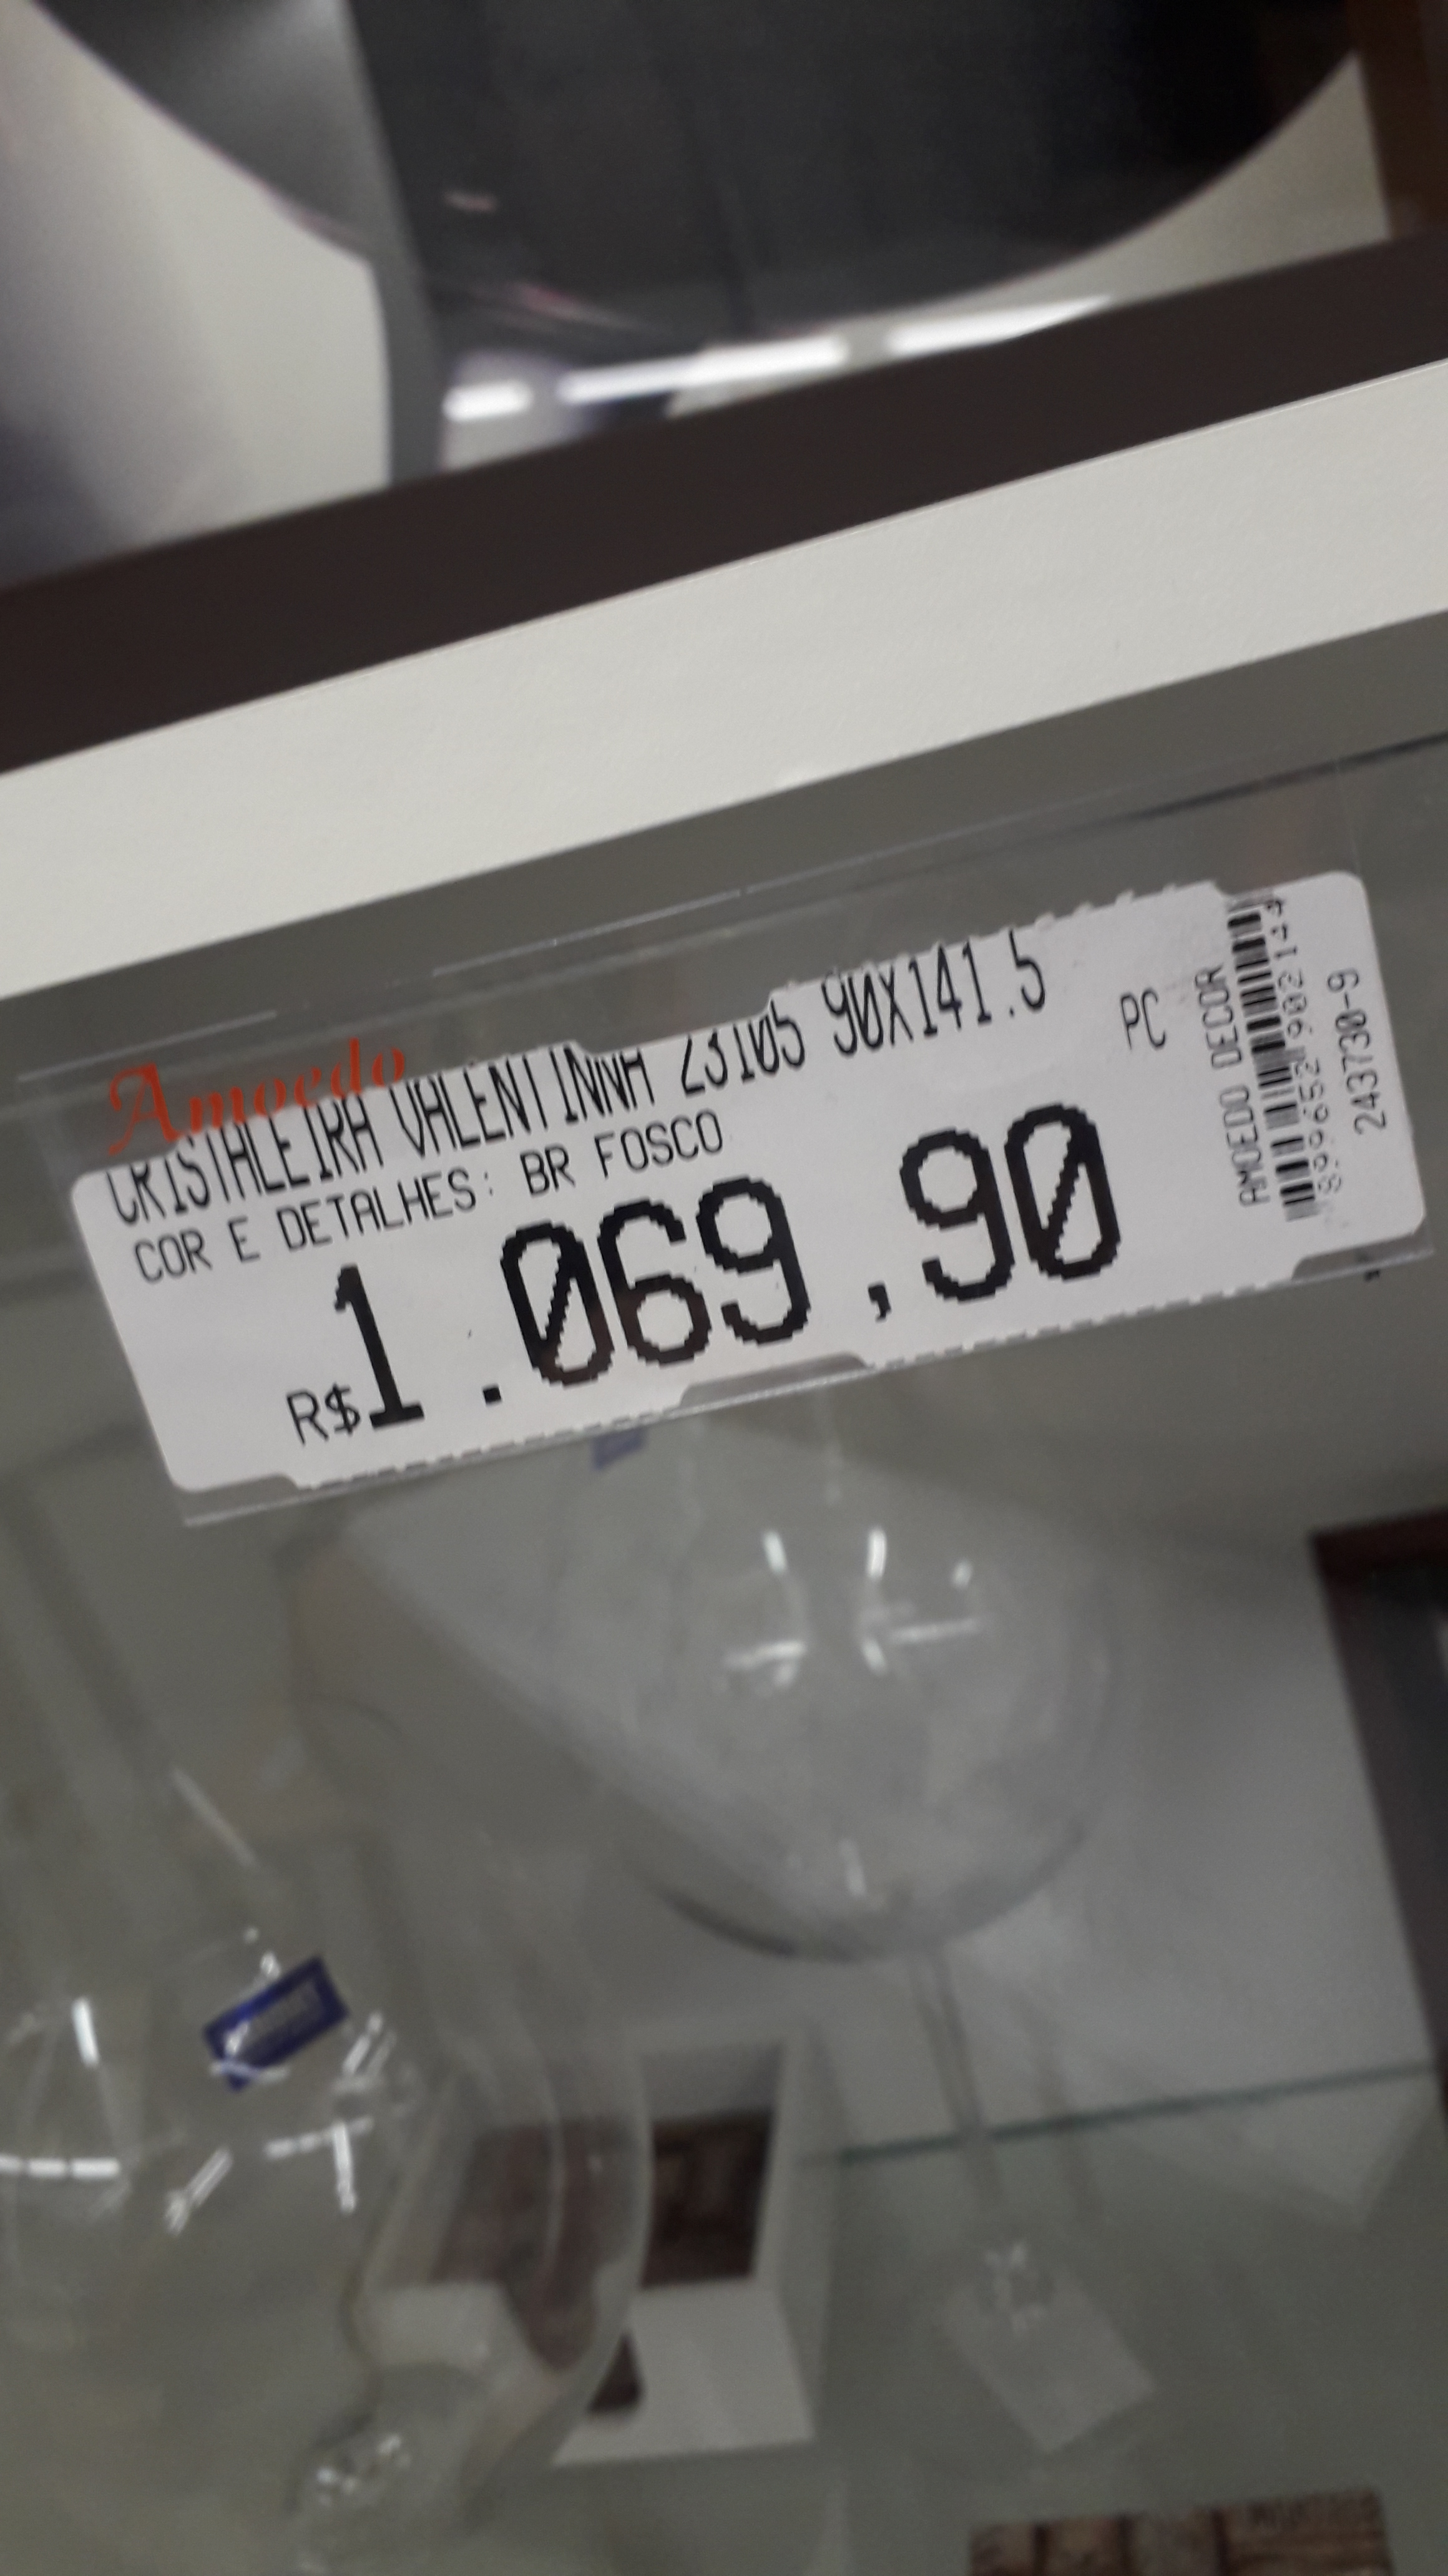 Amoedo
CRISTALEIRA VALENTINNA 23105 90X141.5
COR E DETALHES: BR FOSCO
PC
R$1.069,90
AMOEDO DECOR
243730-9